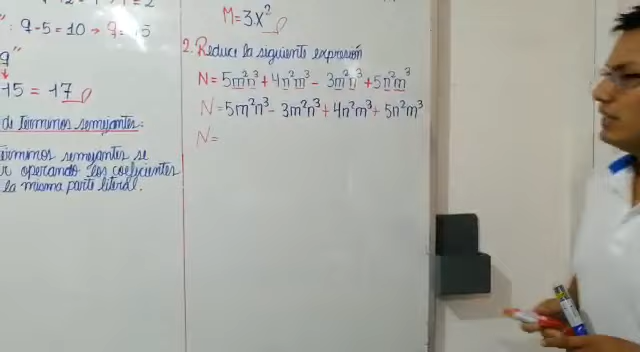 : 9-5=10 → 9=15
9"
15 = 17
de términos semejantes:
términos semejantes se
r operando los coeficientes
la misma parte literal.
M=3x²
2. Reduce la siguiente expresión
N= 5m²n³ + 4n²m³ - 3m²n³ + 5n²m³
N= 5m²n³ - 3m²n³ + 4n²m³ + 5n²m³
N=